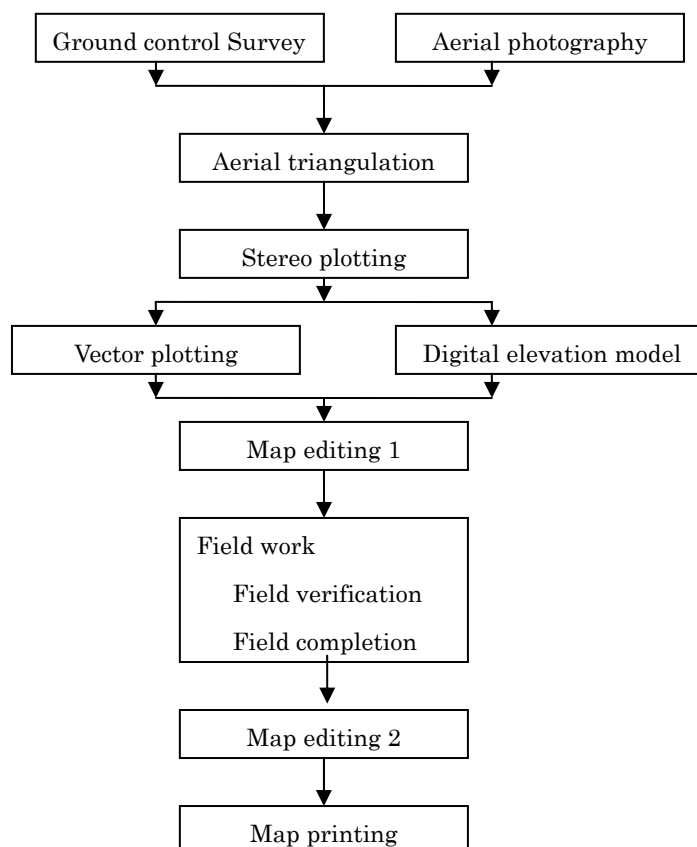 Ground control Survey
Aerial photography
Aerial triangulation
Stereo plotting
Vector plotting
Digital elevation model
Map editing 1
Field work
Field verification
Field completion
Map editing 2
Map printing